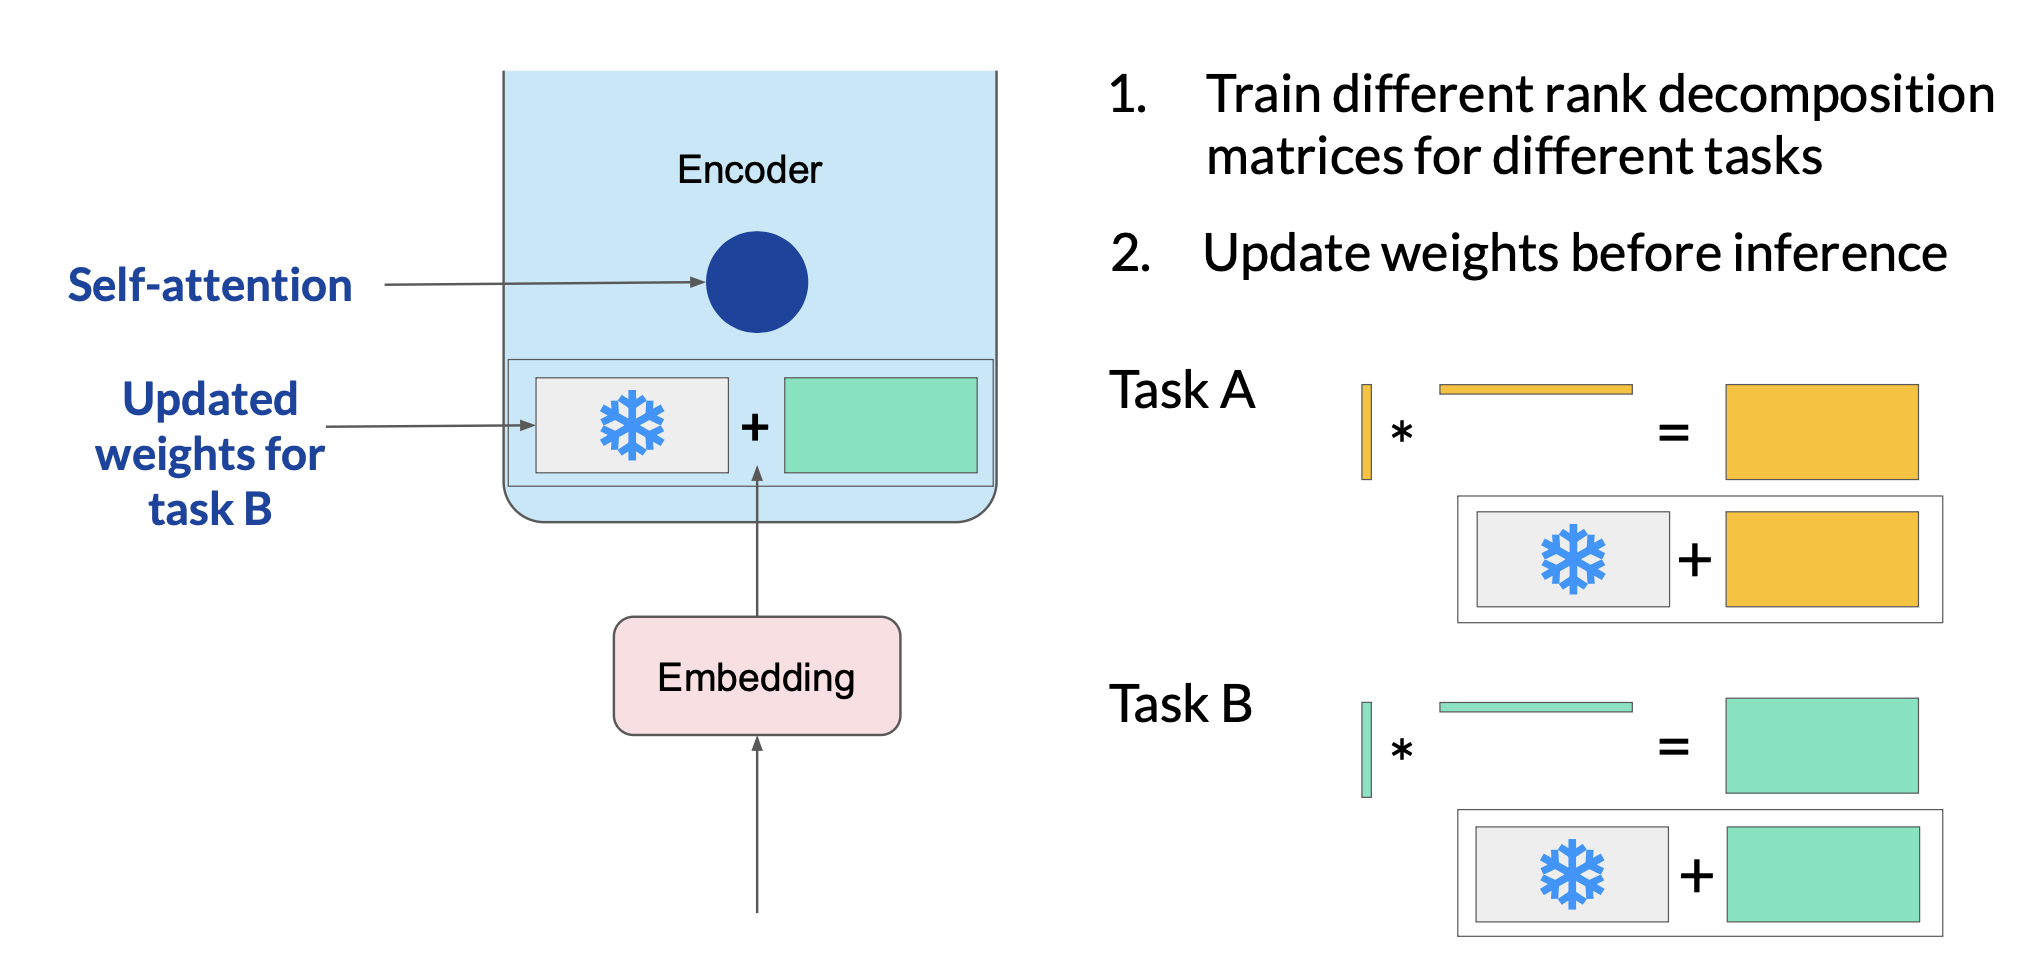 Encoder
Self-attention
Updated
weights for
task B
+
Embedding
1. Train different rank decomposition
matrices for different tasks
2. Update weights before inference
Task A
* =
+
Task B
* =
+